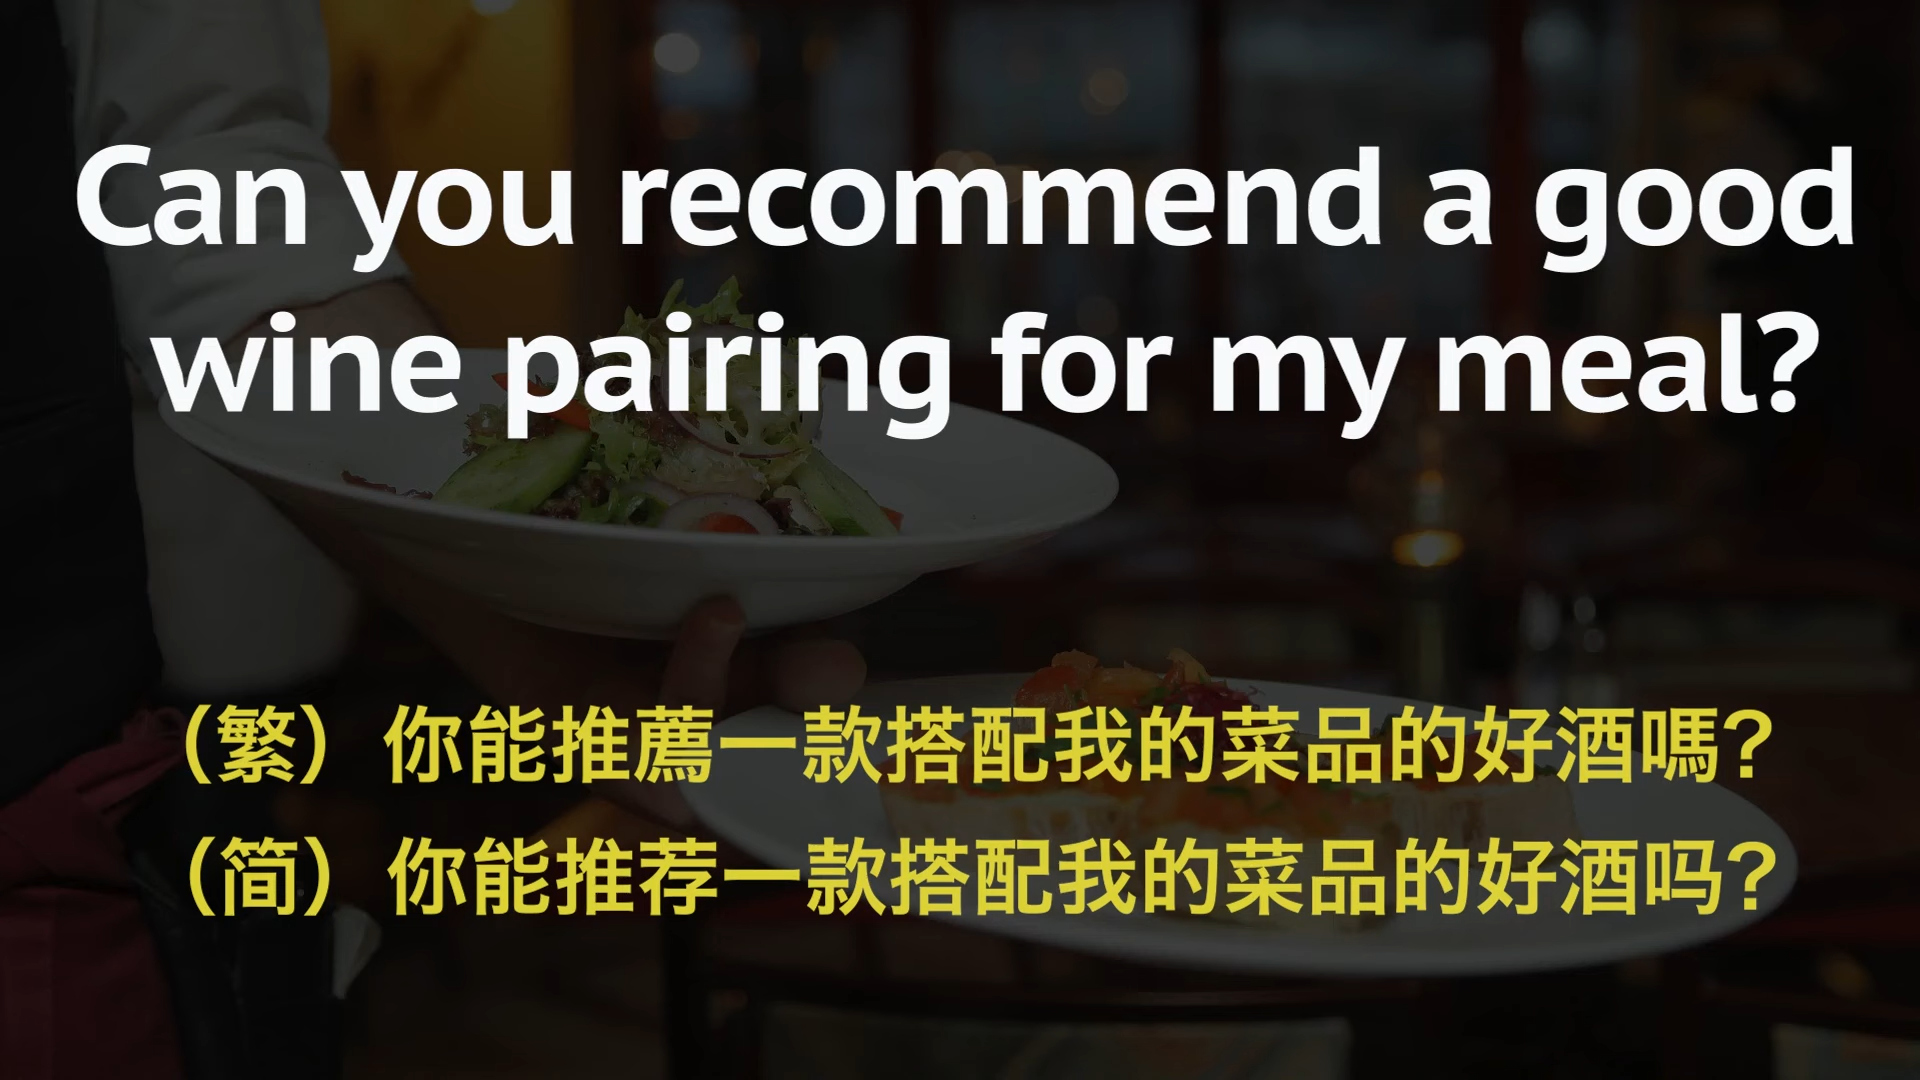 Can you recommend a good
wine pairing for my meal?
（繁）你能推薦一款搭配我的菜品的好酒嗎？
（简）你能推荐一款搭配我的菜品的好酒吗？